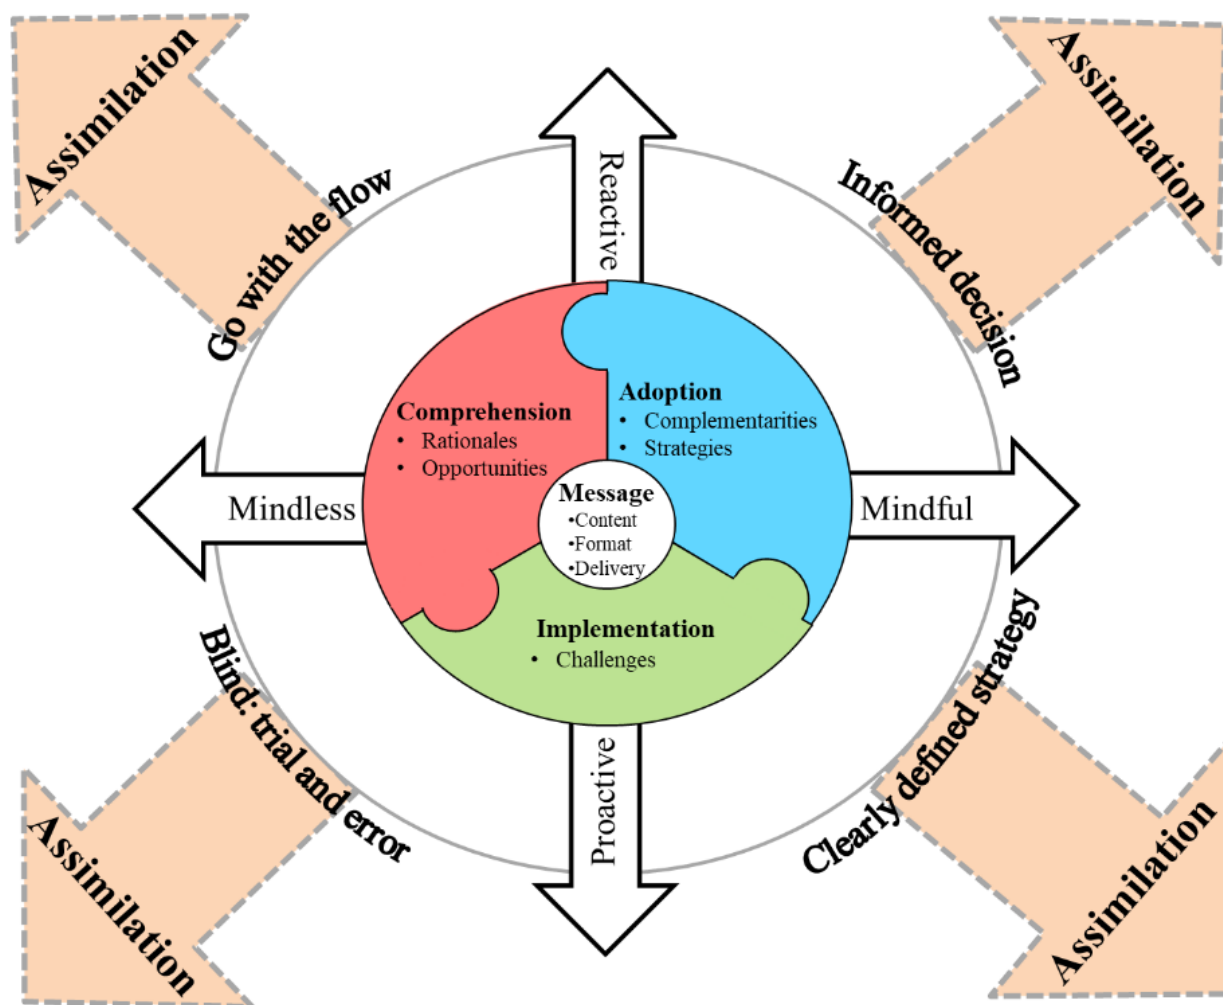 Assimilation
Assimilation
Go with the flow
Reactive
Informed decision
Comprehension
• Rationales
• Opportunities
Adoption
• Complementarities
• Strategies
Mindless
Message
•Content
•Format
•Delivery
Mindful
Implementation
• Challenges
Blind: trial and error
Proactive
Clearly defined strategy
Assimilation
Assimilation